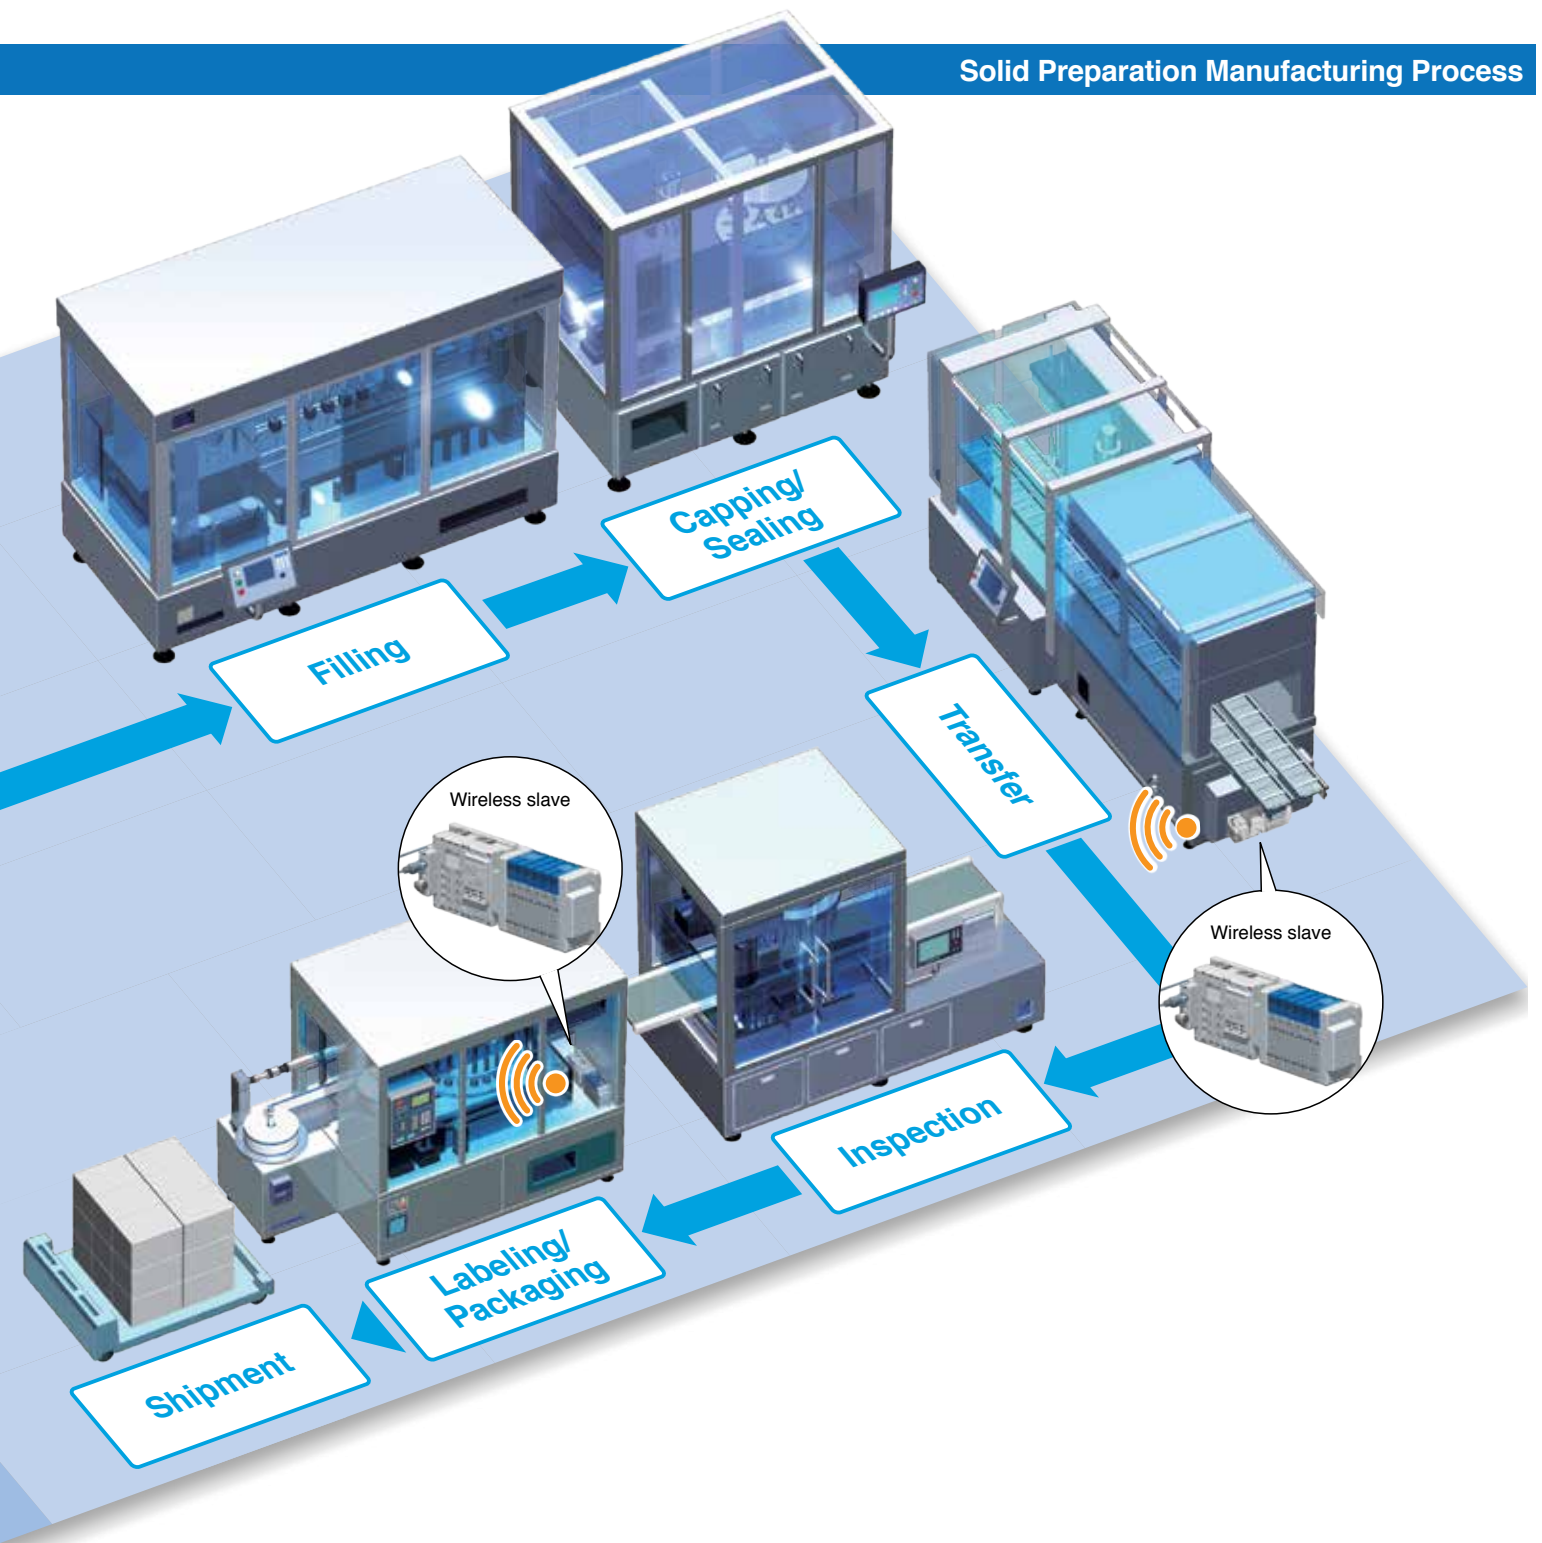 Solid Preparation Manufacturing Process
Capping/
Sealing
Filling
Transfer
Wireless slave
Wireless slave
Inspection
Labeling/
Packaging
Shipment